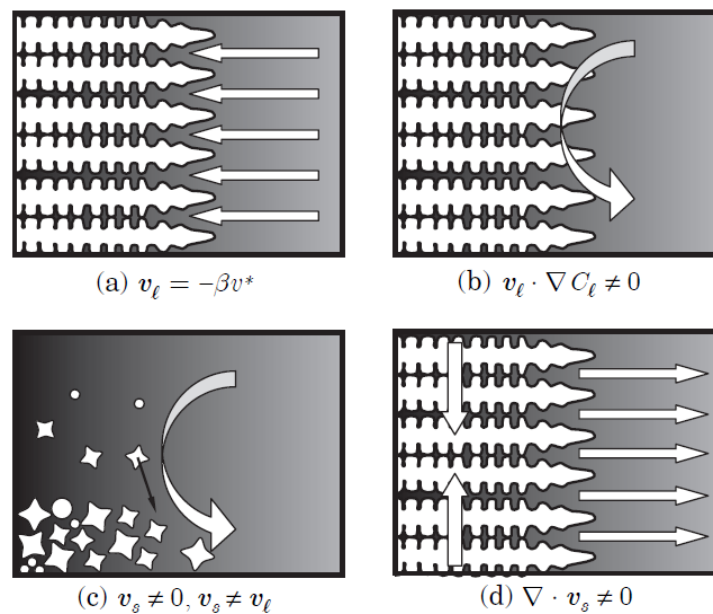 (a) 𝒗_ℓ = −βv*
(b) 𝒗_ℓ · ∇ C_ℓ ≠ 0
(c) 𝒗_s ≠ 0, 𝒗_s ≠ 𝒗_ℓ
(d) ∇ · 𝒗_s ≠ 0